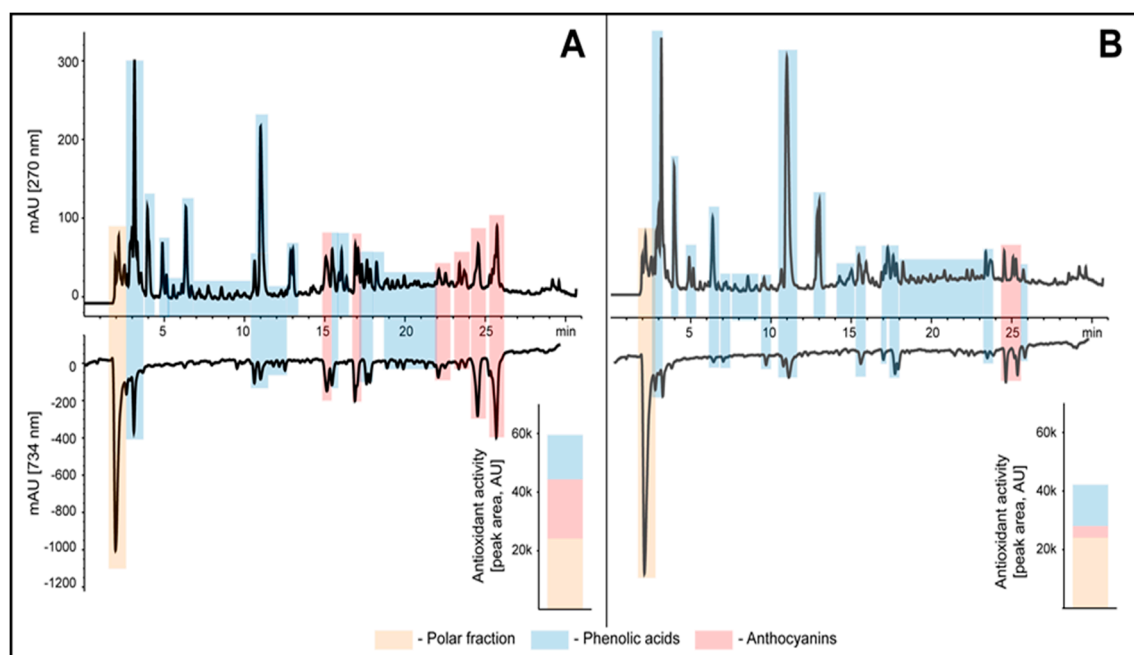 A
B
300
200
100
0
mAU [270 nm]
5
10
15
20
25
min
5
10
15
20
25
min
0
-200
-400
-600
-800
-1000
-1200
mAU [734 nm]
60k
40k
20k
Antioxidant activity
[peak area, AU]
60k
40k
20k
Antioxidant activity
[peak area, AU]
- Polar fraction
- Phenolic acids
- Anthocyanins